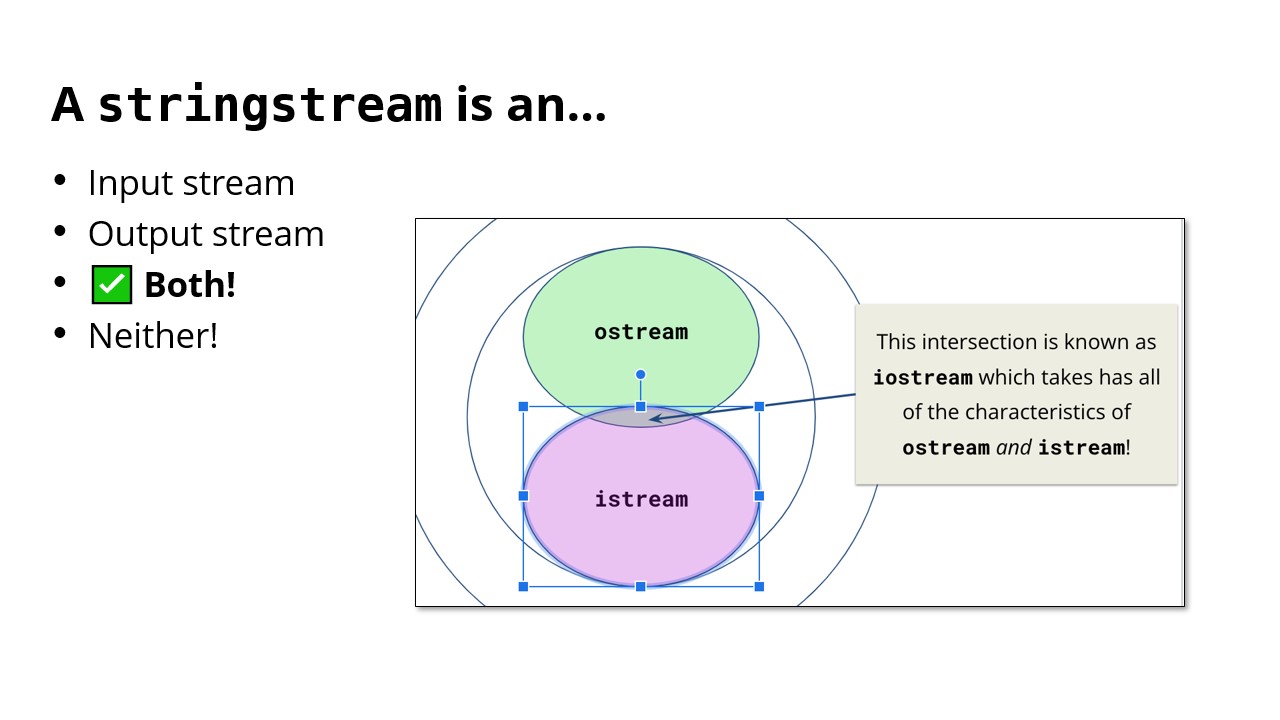 A stringstream is an...
• Input stream
• Output stream
• ✅ Both!
• Neither!
ostream
istream
This intersection is known as
iostream which takes has all
of the characteristics of
ostream and istream!